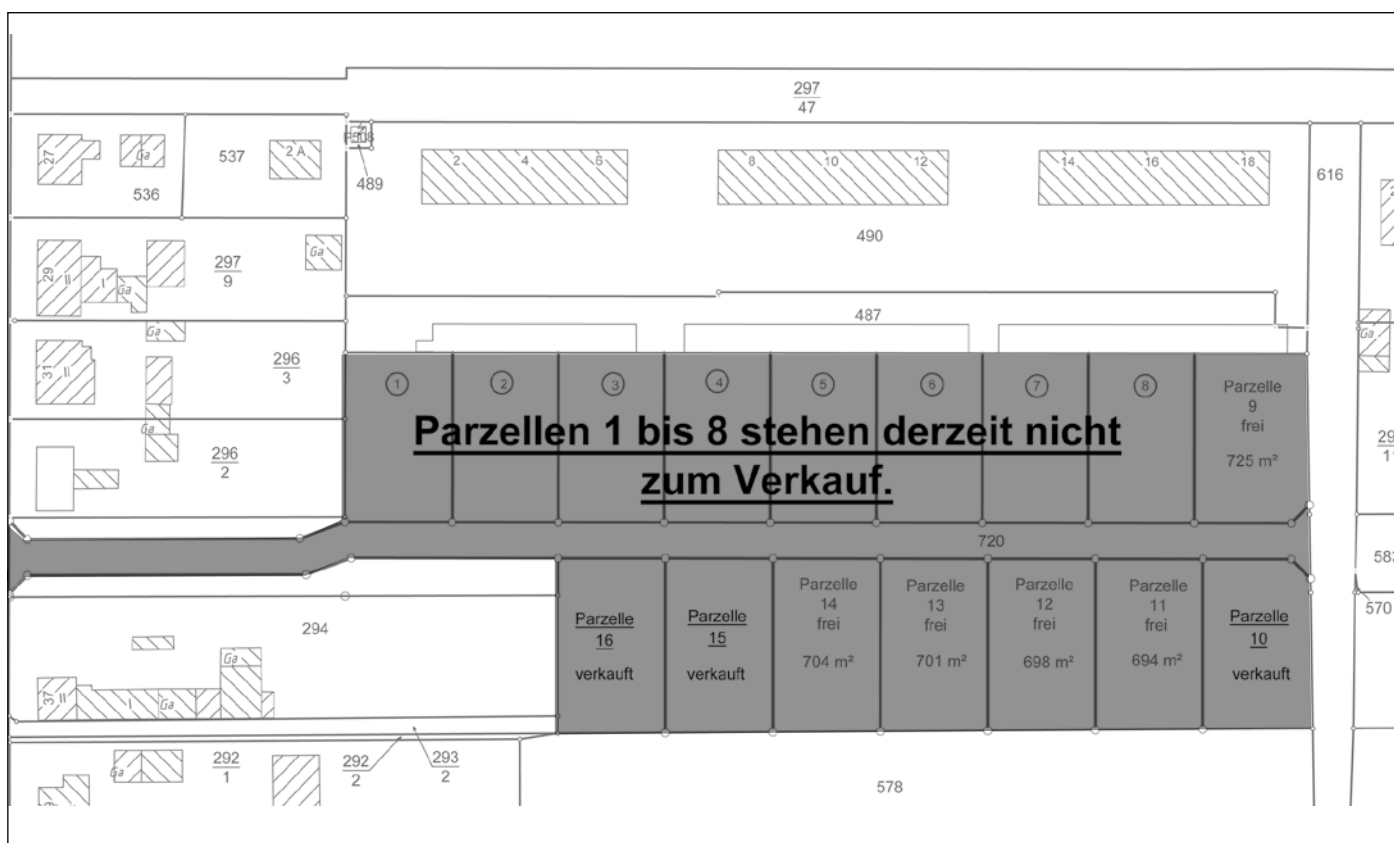 297
47
27
Ga
537
2 A
536
489
2 4 6
8 10 12
14 16 18
616
490
29
II
I
Ga
297
9
Ga
487
Ga
31
II
296
3
Ga
296
2
1 2 3 4 5 6 7 8
Parzelle
9
frei
725 m²
Parzellen 1 bis 8 stehen derzeit nicht
zum Verkauf.
720
583
570
Ga
294
Parzelle
16
verkauft
Parzelle
15
verkauft
Parzelle
14
frei
704 m²
Parzelle
13
frei
701 m²
Parzelle
12
frei
698 m²
Parzelle
11
frei
694 m²
Parzelle
10
verkauft
37
II
I
Ga
Ga
292
1
292
2
293
2
Ga
578